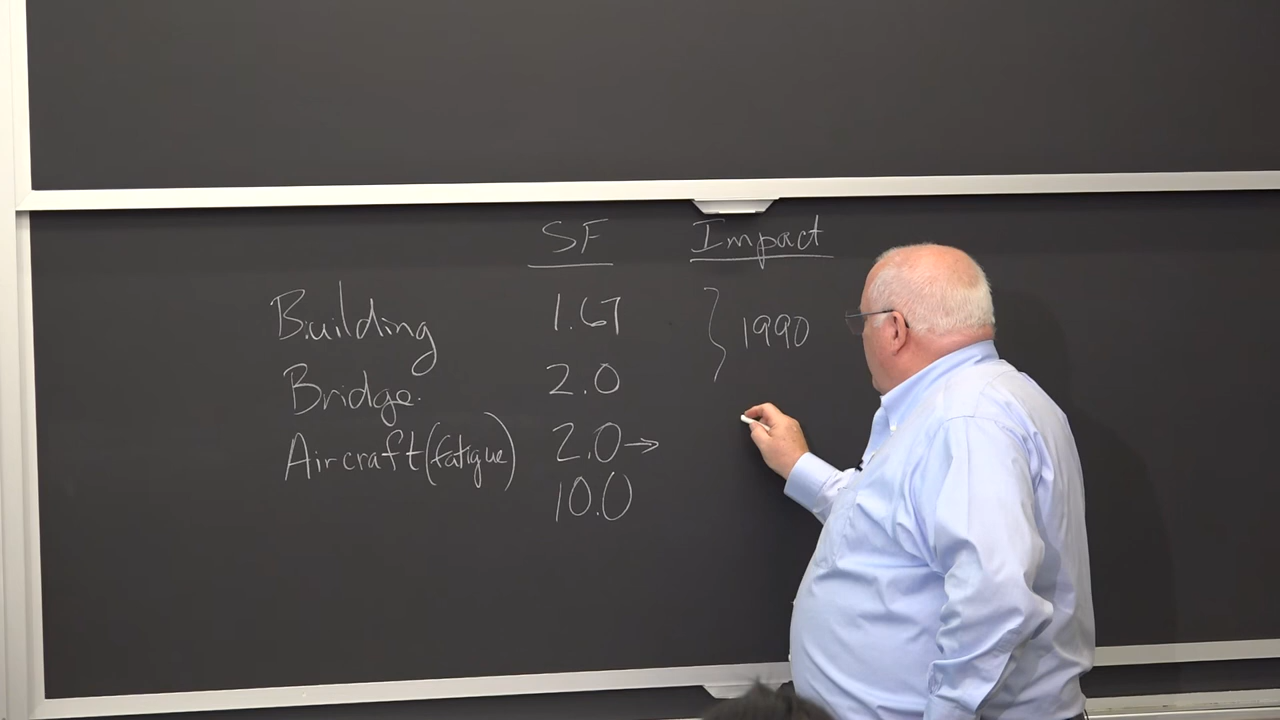 SF Impact
Building 1.67 } 1990
Bridge. 2.0
Aircraft (fatigue) 2.0 →
10.0